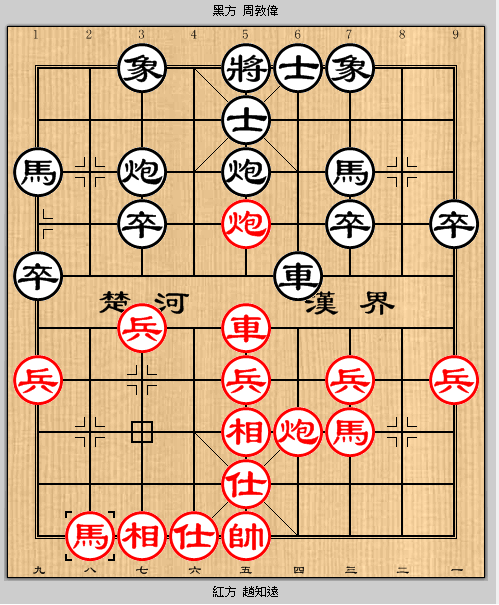 黑方 周敦偉
1 2 3 4 5 6 7 8 9
象 將 士 象
士
馬 炮 炮 馬
卒 炮 卒 卒
卒 車
楚 河 漢 界
兵 車
兵 兵 兵 兵
相 炮 馬
仕
馬 相 仕 帥
九 八 七 六 五 四 三 二 一
紅方 趙知遠